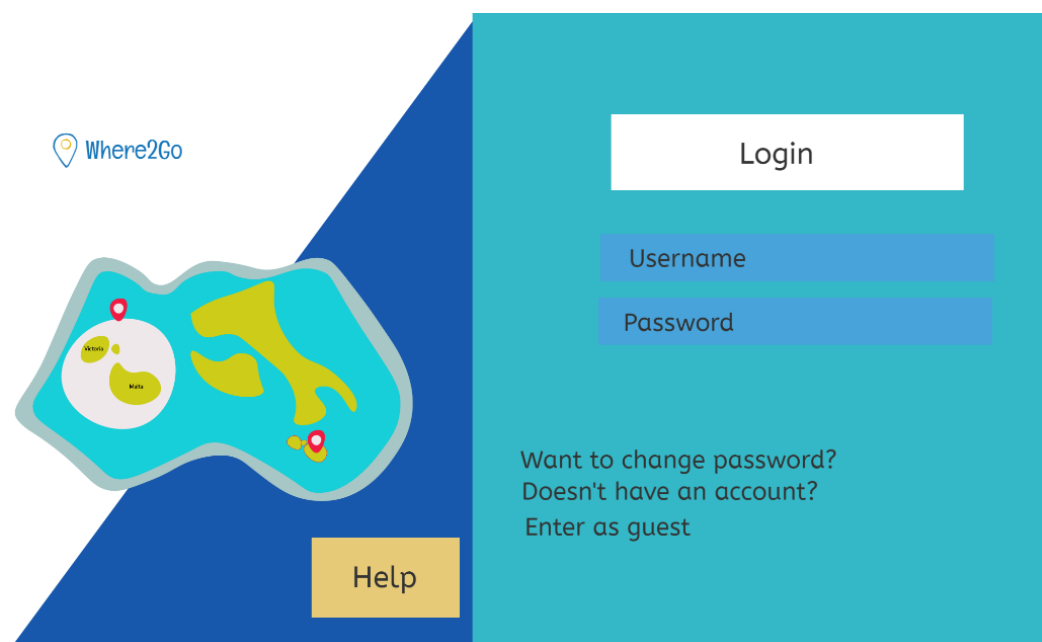 Where2Go
Victoria
Malta
Help
Login
Username
Password
Want to change password?
Doesn't have an account?
Enter as guest